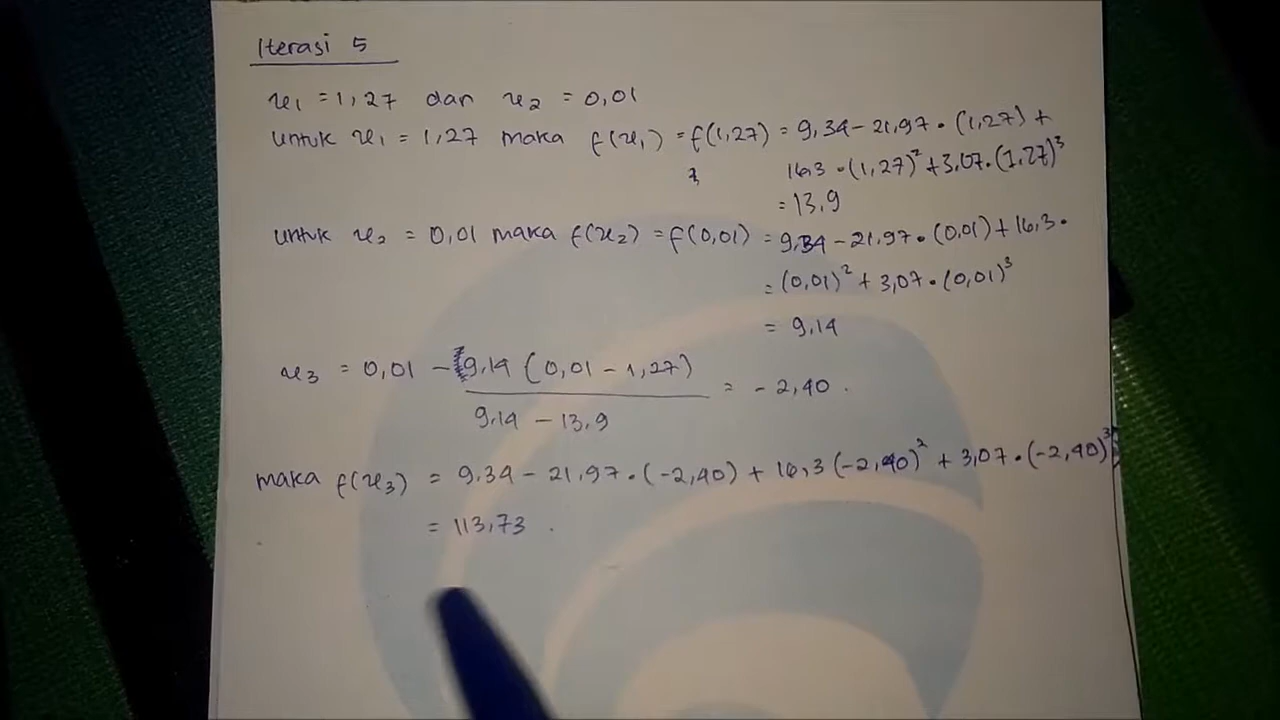 Iterasi 5
x₁ = 1,27 dan x₂ = 0,01
untuk x₁ = 1,27 maka f(x₁) = f(1,27) = 9,34 - 21,97 • (1,27) +
16,3 • (1,27)² + 3,07 • (1,27)³
= 13,9
untuk x₂ = 0,01 maka f(x₂) = f(0,01) = 9,34 - 21,97 • (0,01) + 16,3 •
= (0,01)² + 3,07 • (0,01)³
= 9,14
x₃ = 0,01 - 9,14 (0,01 - 1,27) = - 2,40 .
9,14 - 13,9
maka f(x₃) = 9,34 - 21,97 • (-2,40) + 16,3 (-2,40)² + 3,07 • (-2,40)³
= 113,73 .